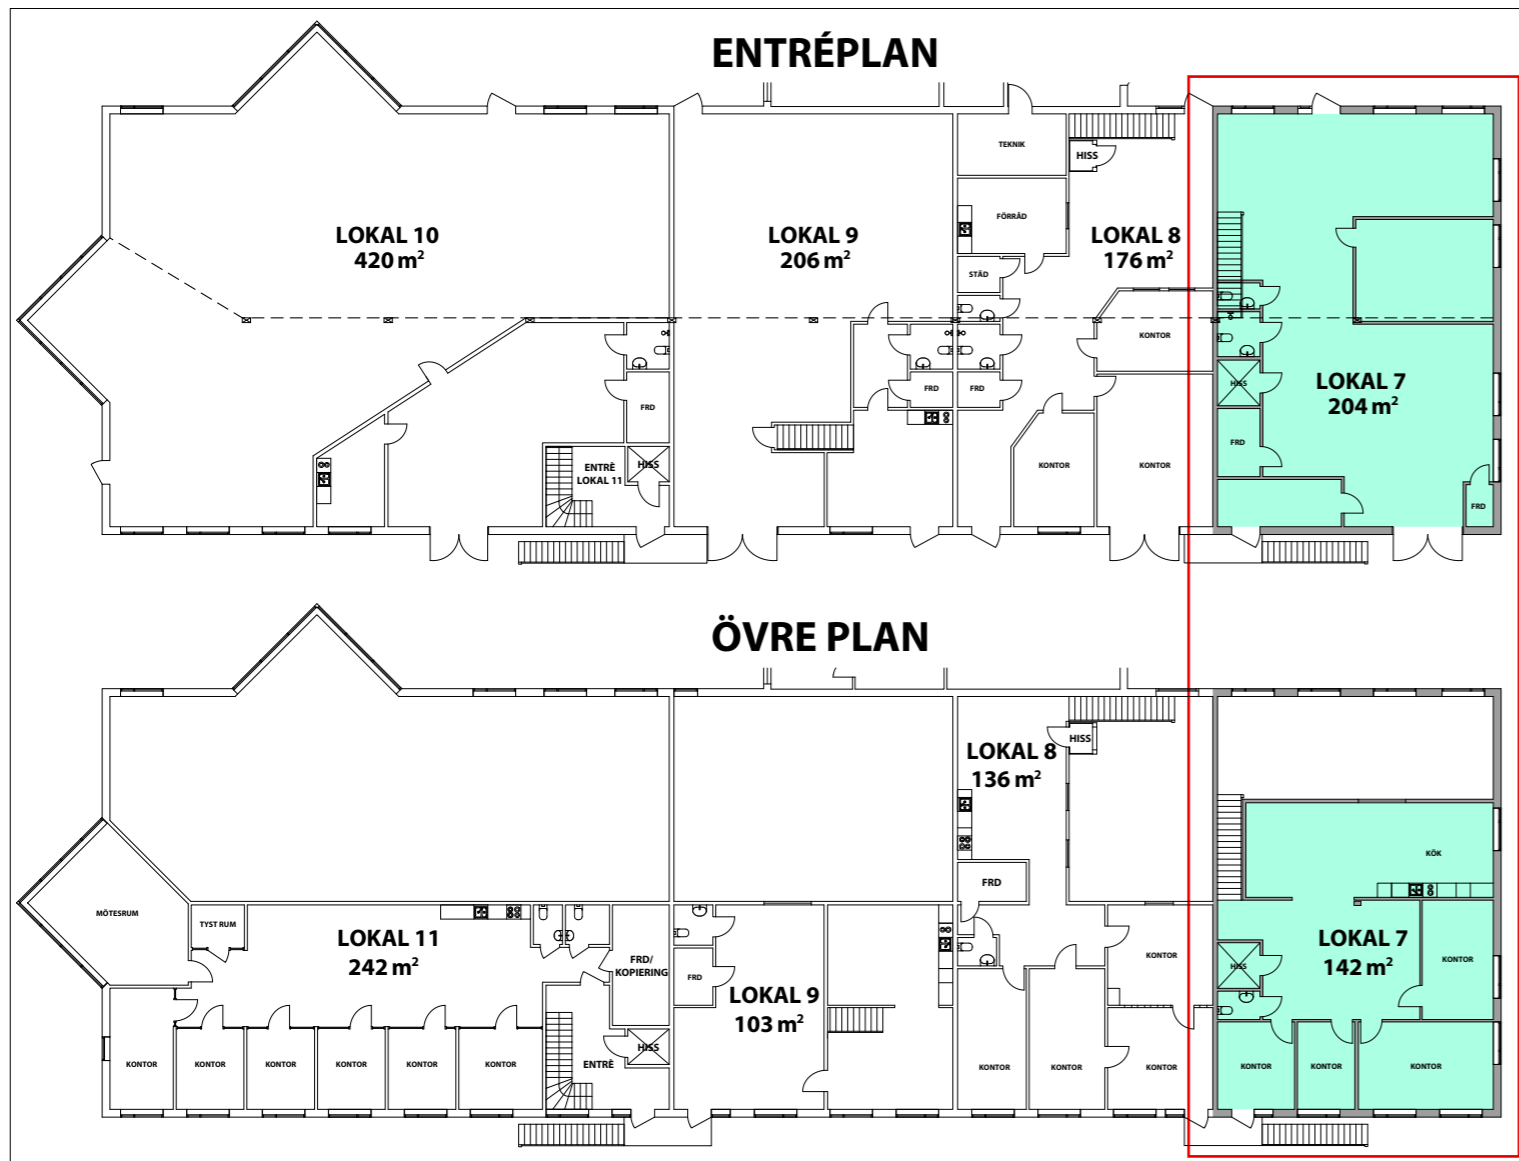 ENTRÉPLAN
TEKNIK
HISS
FÖRRÅD
LOKAL 10
420 m²
LOKAL 9
206 m²
LOKAL 8
176 m²
STÄD
KONTOR
LOKAL 7
204 m²
HISS
FRD
FRD
FRD
FRD
ENTRÈ
LOKAL 11
HISS
KONTOR
KONTOR
FRD
ÖVRE PLAN
HISS
LOKAL 8
136 m²
KÖK
FRD
MÖTESRUM
TYST RUM
LOKAL 11
242 m²
FRD/
KOPIERING
FRD
LOKAL 9
103 m²
KONTOR
HISS
LOKAL 7
142 m²
KONTOR
HISS
ENTRÈ
KONTOR
KONTOR
KONTOR
KONTOR
KONTOR
KONTOR
KONTOR
KONTOR
KONTOR
KONTOR
KONTOR
KONTOR